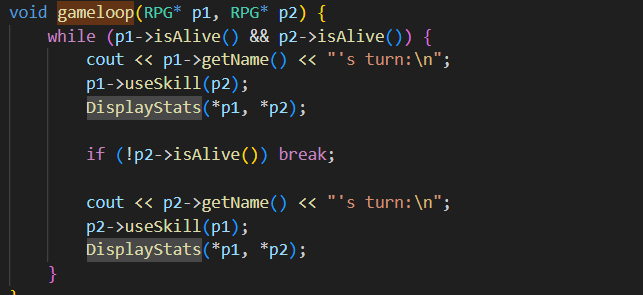 void gameloop(RPG* p1, RPG* p2) {
    while (p1->isAlive() && p2->isAlive()) {
        cout << p1->getName() << "'s turn:\n";
        p1->useSkill(p2);
        DisplayStats(*p1, *p2);

        if (!p2->isAlive()) break;

        cout << p2->getName() << "'s turn:\n";
        p2->useSkill(p1);
        DisplayStats(*p1, *p2);
    }
}